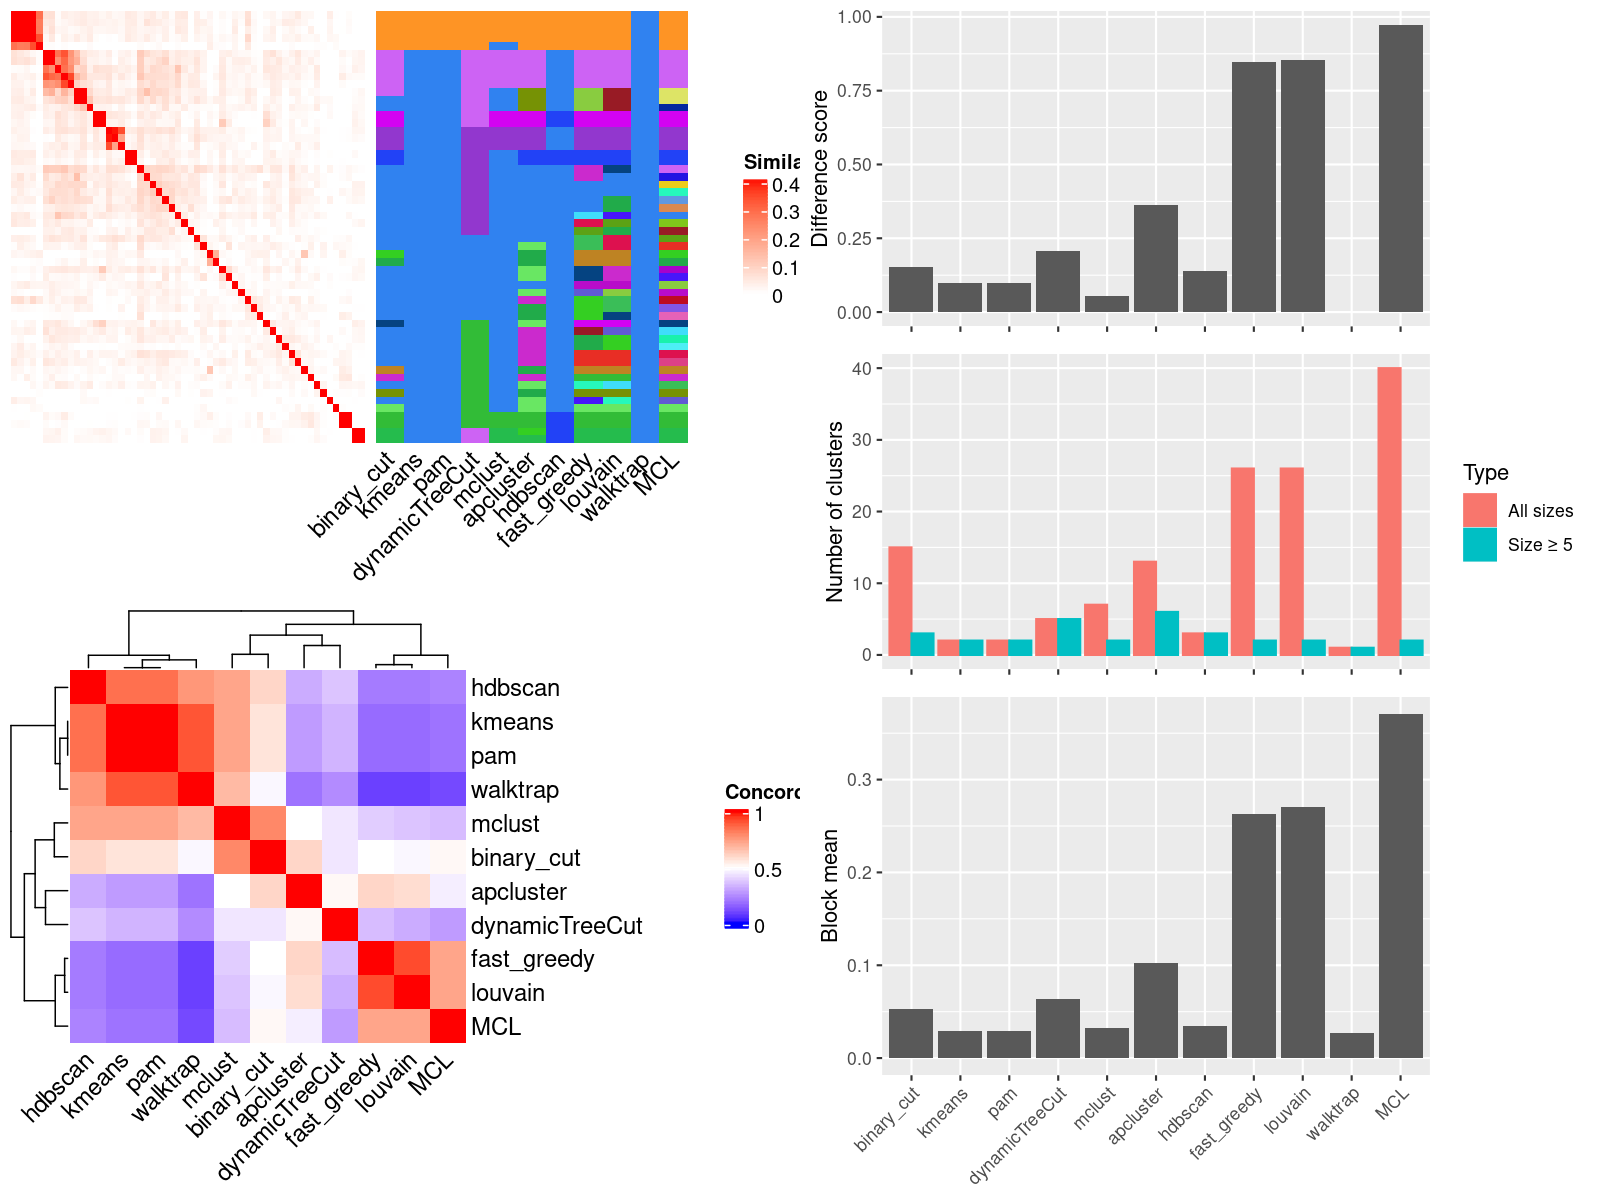 Simila
0.4
0.3
0.2
0.1
0
binary_cut
kmeans
pam
dynamicTreeCut
mclust
apcluster
hdbscan
fast_greedy
louvain
walktrap
MCL
hdbscan
kmeans
pam
walktrap
mclust
binary_cut
apcluster
dynamicTreeCut
fast_greedy
louvain
MCL
Concord
1
0.5
0
hdbscan
kmeans
pam
walktrap
mclust
binary_cut
apcluster
dynamicTreeCut
fast_greedy
louvain
MCL
Difference score
1.00
0.75
0.50
0.25
0.00
Number of clusters
40
30
20
10
0
Type
All sizes
Size ≥ 5
Block mean
0.3
0.2
0.1
0.0
binary_cut
kmeans
pam
dynamicTreeCut
mclust
apcluster
hdbscan
fast_greedy
louvain
walktrap
MCL